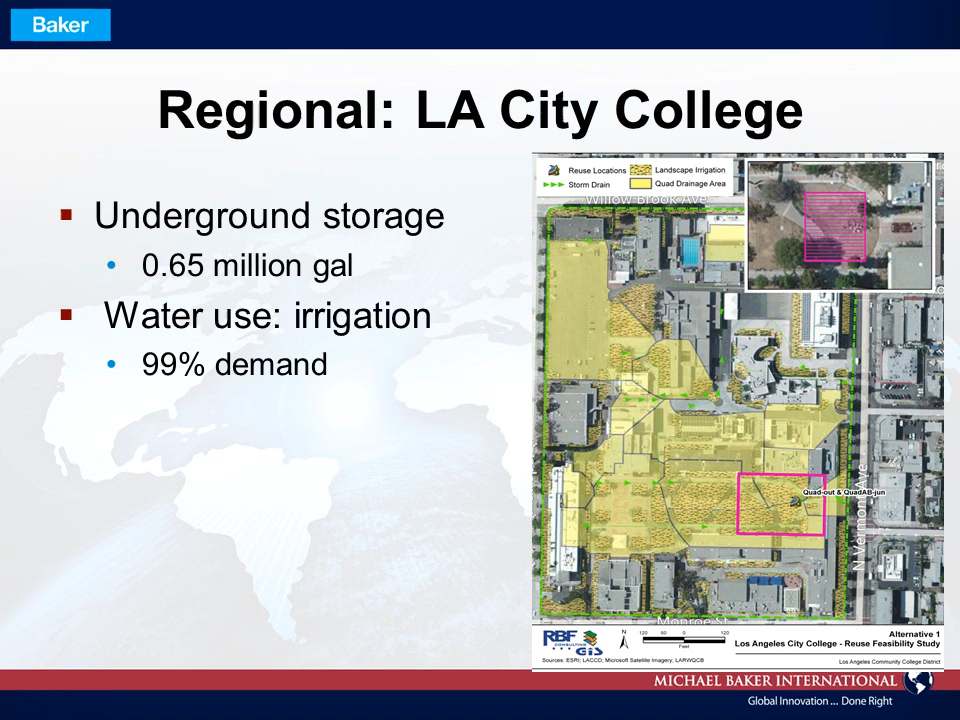 Baker
Regional: LA City College
Underground storage
0.65 million gal
Water use: irrigation
99% demand
Reuse Locations
Landscape Irrigation
Storm Drain
Quad Drainage Area
Willow Brook Ave
Quad-out & QuadAB-jun
N Vermont Ave
Monroe St
RBF
CONSULTING
GIS
N
120 60 0 120
Feet
Alternative 1
Los Angeles City College - Reuse Feasibility Study
Sources: ESRI; LACCD; Microsoft Satellite Imagery; LARWQCB
Los Angeles Community College District
MICHAEL BAKER INTERNATIONAL
Global Innovation ... Done Right